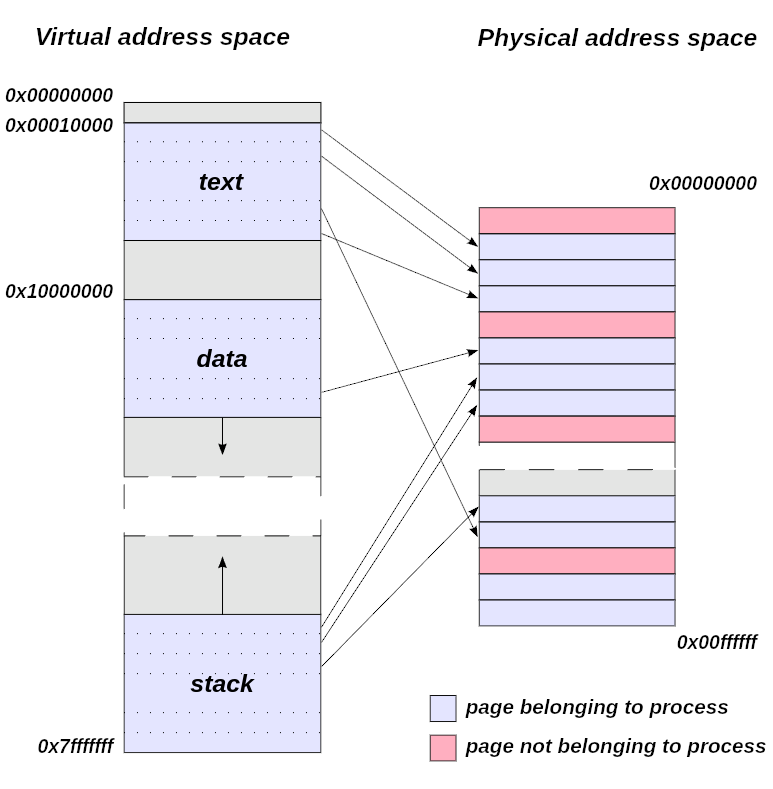 Virtual address space
Physical address space
0x00000000
0x00010000
text
0x00000000
0x10000000
data
stack
0x00ffffff
page belonging to process
0x7fffffff
page not belonging to process